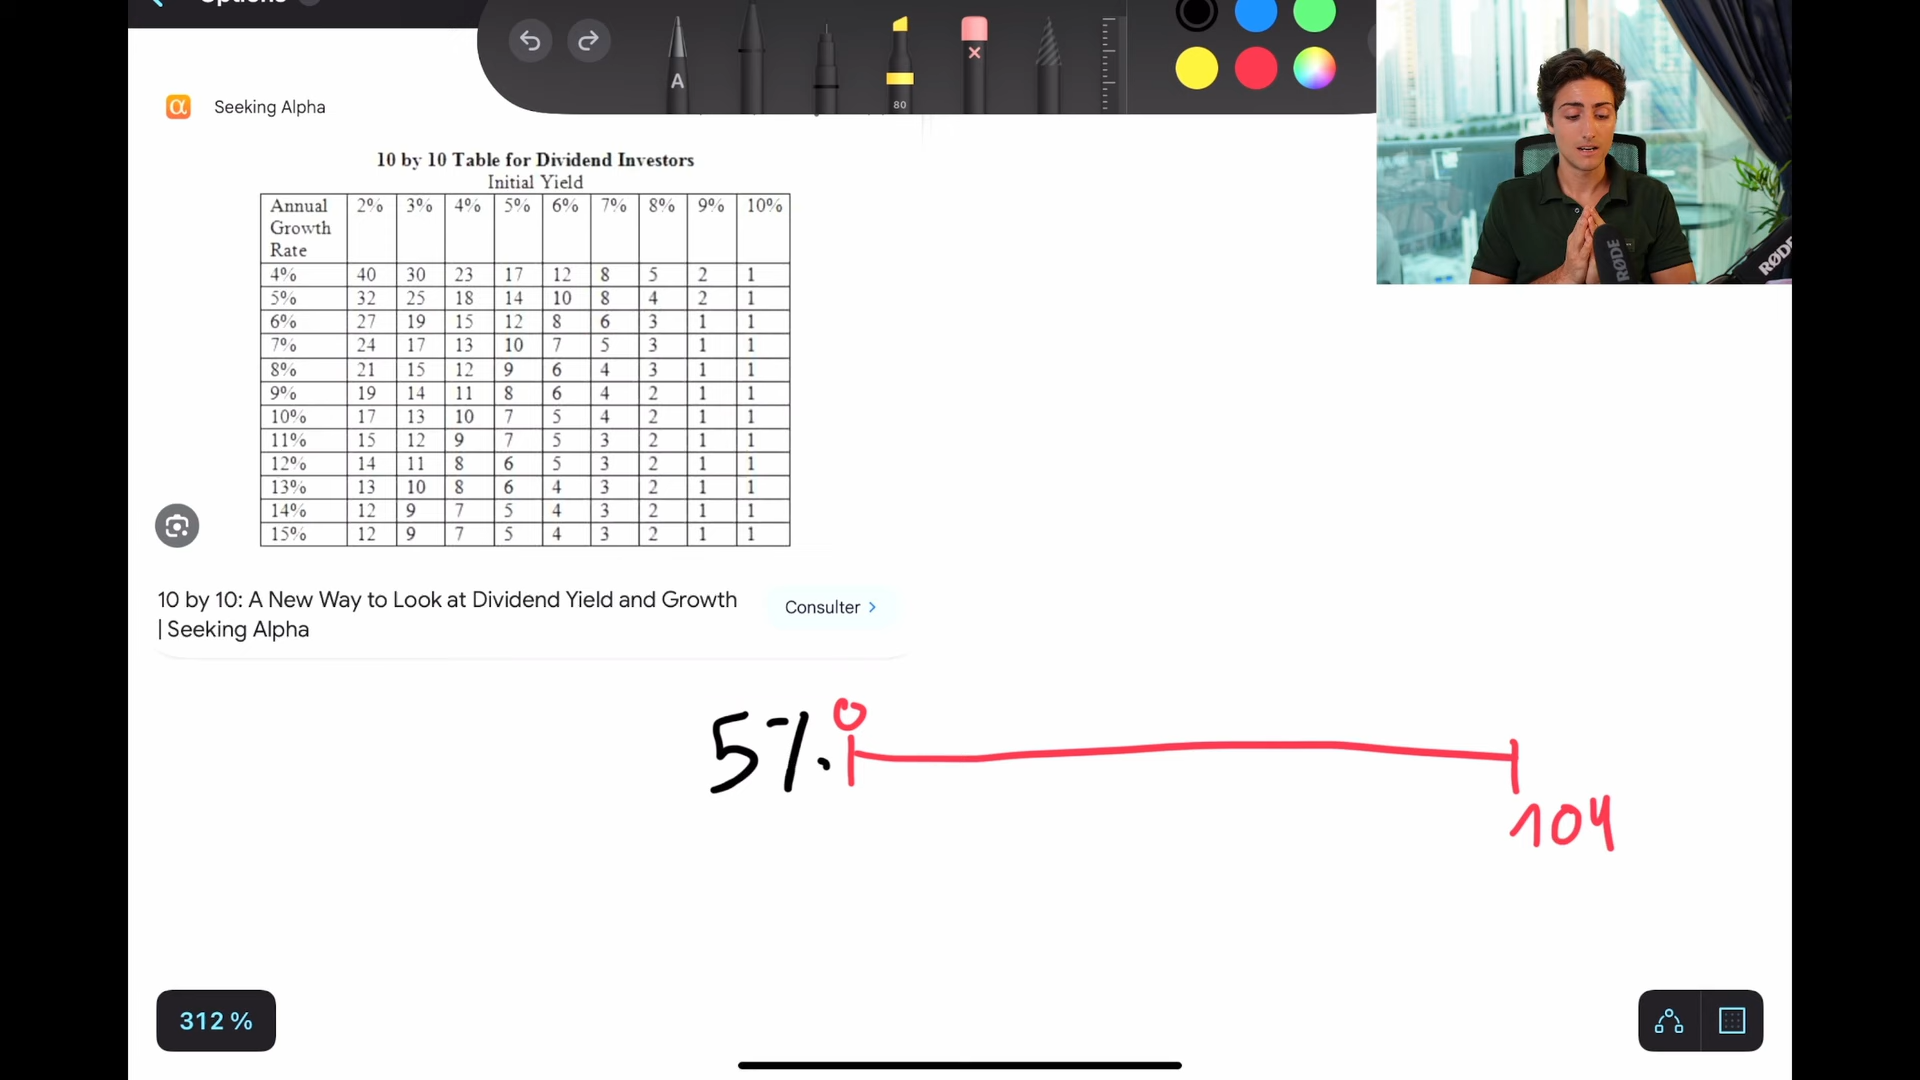 Options
A
80
Seeking Alpha
10 by 10 Table for Dividend Investors
Initial Yield
Annual Growth Rate 2% 3% 4% 5% 6% 7% 8% 9% 10%
4% 40 30 23 17 12 8 5 2 1
5% 32 25 18 14 10 8 4 2 1
6% 27 19 15 12 8 6 3 1 1
7% 24 17 13 10 7 5 3 1 1
8% 21 15 12 9 6 4 3 1 1
9% 19 14 11 8 6 4 2 1 1
10% 17 13 10 7 5 4 2 1 1
11% 15 12 9 7 5 3 2 1 1
12% 14 11 8 6 5 3 2 1 1
13% 13 10 8 6 4 3 2 1 1
14% 12 9 7 5 4 3 2 1 1
15% 12 9 7 5 4 3 2 1 1
10 by 10: A New Way to Look at Dividend Yield and Growth
| Seeking Alpha
Consulter >
5%. 0
104
312 %
RØDE
RØDE